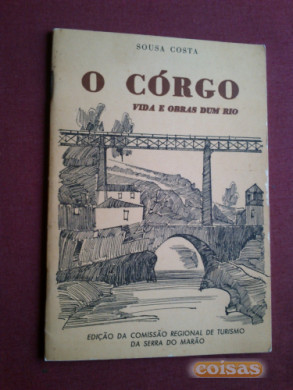 SOUSA COSTA
O CÓRGO
VIDA E OBRAS DUM RIO
EDIÇÃO DA COMISSÃO REGIONAL DE TURISMO
DA SERRA DO MARÃO
coisas